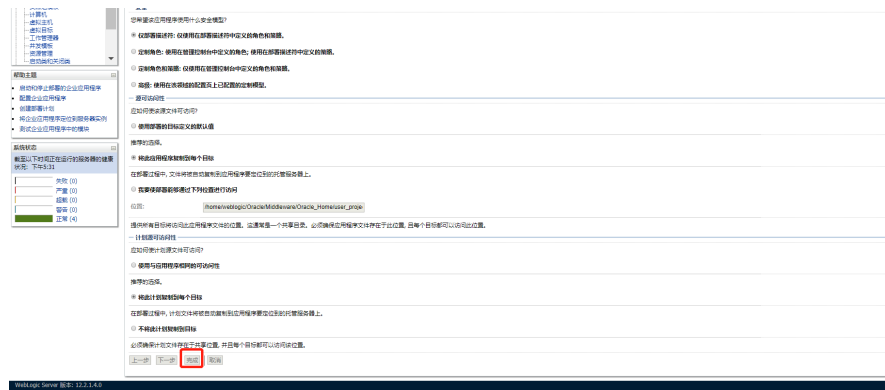 计算机
虚拟主机
虚拟目标
工作管理器
并发模板
资源管理
启动类和关闭类
帮助主题
启动和停止部署的企业应用程序
配置企业应用程序
创建部署计划
将企业应用程序定位到服务器实例
测试企业应用程序中的模块
系统状态
截至以下时间正在运行的服务器的健康
状况: 下午5:31
失败 (0)
严重 (0)
超载 (0)
警告 (0)
正常 (4)
您希望该应用程序使用什么安全模型?
仅部署描述符: 仅使用在部署描述符中定义的角色和策略。
定制角色: 使用在管理控制台中定义的角色; 使用在部署描述符中定义的策略。
定制角色和策略: 仅使用在管理控制台中定义的角色和策略。
高级: 使用在该领域的配置页上已配置的定制模型。
源可访问性
应如何使该源文件可访问?
使用部署的目标定义的默认值
推荐的选择。
将此应用程序复制到每个目标
在部署过程中, 文件将被自动复制到应用程序要定位到的托管服务器上。
我要使部署能够通过下列位置进行访问
位置: /home/weblogic/Oracle/Middleware/Oracle_Home/user_proje
提供所有目标将访问此应用程序文件的位置。这通常是一个共享目录。必须确保应用程序文件存在于此位置, 且每个目标都可以访问此位置。
计划源可访问性
应如何使计划源文件可访问?
使用与应用程序相同的可访问性
推荐的选择。
将此计划复制到每个目标
在部署过程中, 计划文件将被自动复制到应用程序要定位到的托管服务器上。
不将此计划复制到目标
必须确保计划文件存在于共享位置, 并且每个目标都可以访问该位置。
上一步 下一步 完成 取消
WebLogic Server 版本: 12.2.1.4.0